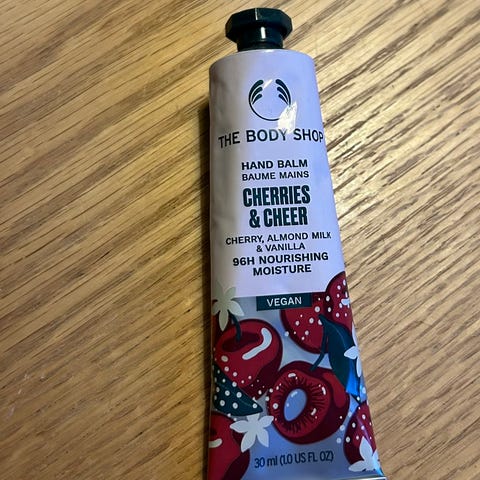 THE BODY SHOP
HAND BALM
BAUME MAINS
CHERRIES
& CHEER
CHERRY, ALMOND MILK
& VANILLA
96H NOURISHING
MOISTURE
VEGAN
30 ml (1.0 US FL OZ)